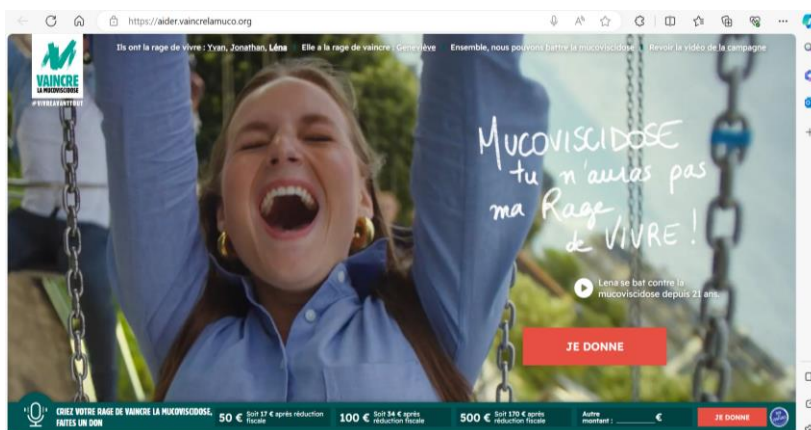 https://aider.vaincrelamuco.org
Ils ont la rage de vivre : Yvan, Jonathan, Léna Elle a la rage de vaincre : Geneviève Ensemble, nous pouvons battre la mucoviscidose Revoir la vidéo de la campagne
VAINCRE
LA MUCOVISCIDOSE
#VIVREAVANTTOUT
MUCOVISCIDOSE
tu n'auras pas
ma Rage
de VIVRE !
Lena se bat contre la
mucoviscidose depuis 21 ans.
JE DONNE
CRIEZ VOTRE RAGE DE VAINCRE LA MUCOVISCIDOSE,
FAITES UN DON
50 € Soit 17 € après réduction
fiscale
100 € Soit 34 € après
réduction fiscale
500 € Soit 170 € après
réduction fiscale
Autre
montant : €
JE DONNE